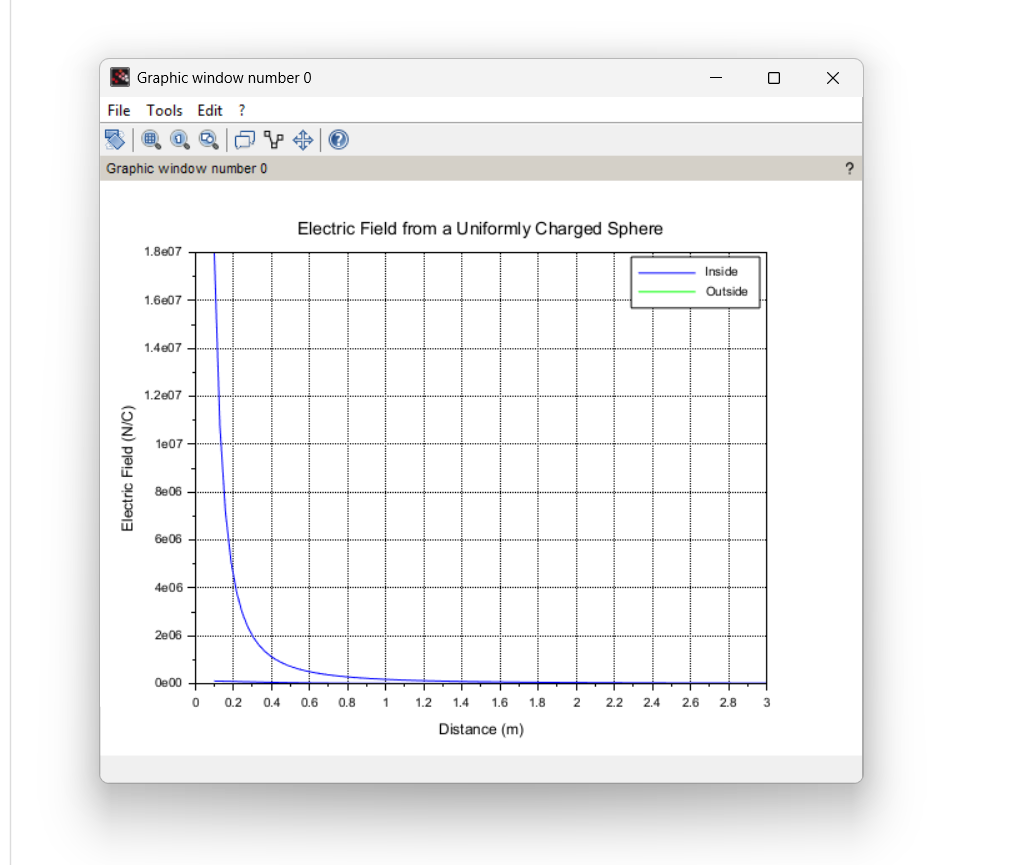 Graphic window number 0
File Tools Edit ?
Graphic window number 0 ?
Electric Field from a Uniformly Charged Sphere
1.8e07
1.6e07
1.4e07
1.2e07
1e07
8e06
6e06
4e06
2e06
0e00
Electric Field (N/C)
Inside
Outside
0 0.2 0.4 0.6 0.8 1 1.2 1.4 1.6 1.8 2 2.2 2.4 2.6 2.8 3
Distance (m)